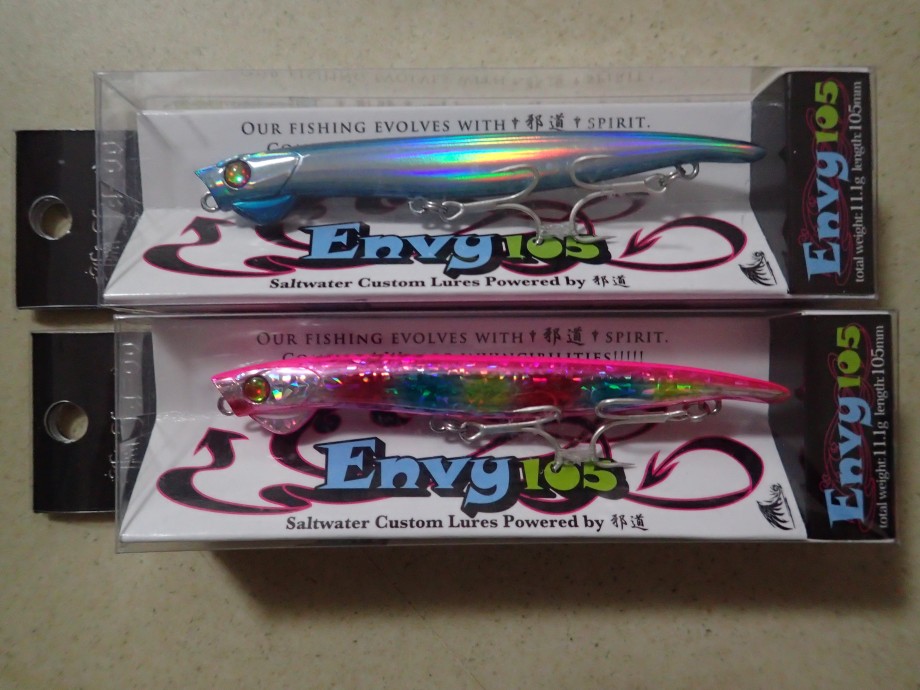 OUR FISHING EVOLVES WITH 邪道 SPIRIT.
Envy 105
Saltwater Custom Lures Powered by 邪道
Envy 105
total weight:11.1g length:105mm
OUR FISHING EVOLVES WITH 邪道 SPIRIT.
INVINCIBILITIES!!!!!
Envy 105
Saltwater Custom Lures Powered by 邪道
Envy 105
total weight:11.1g length:105mm